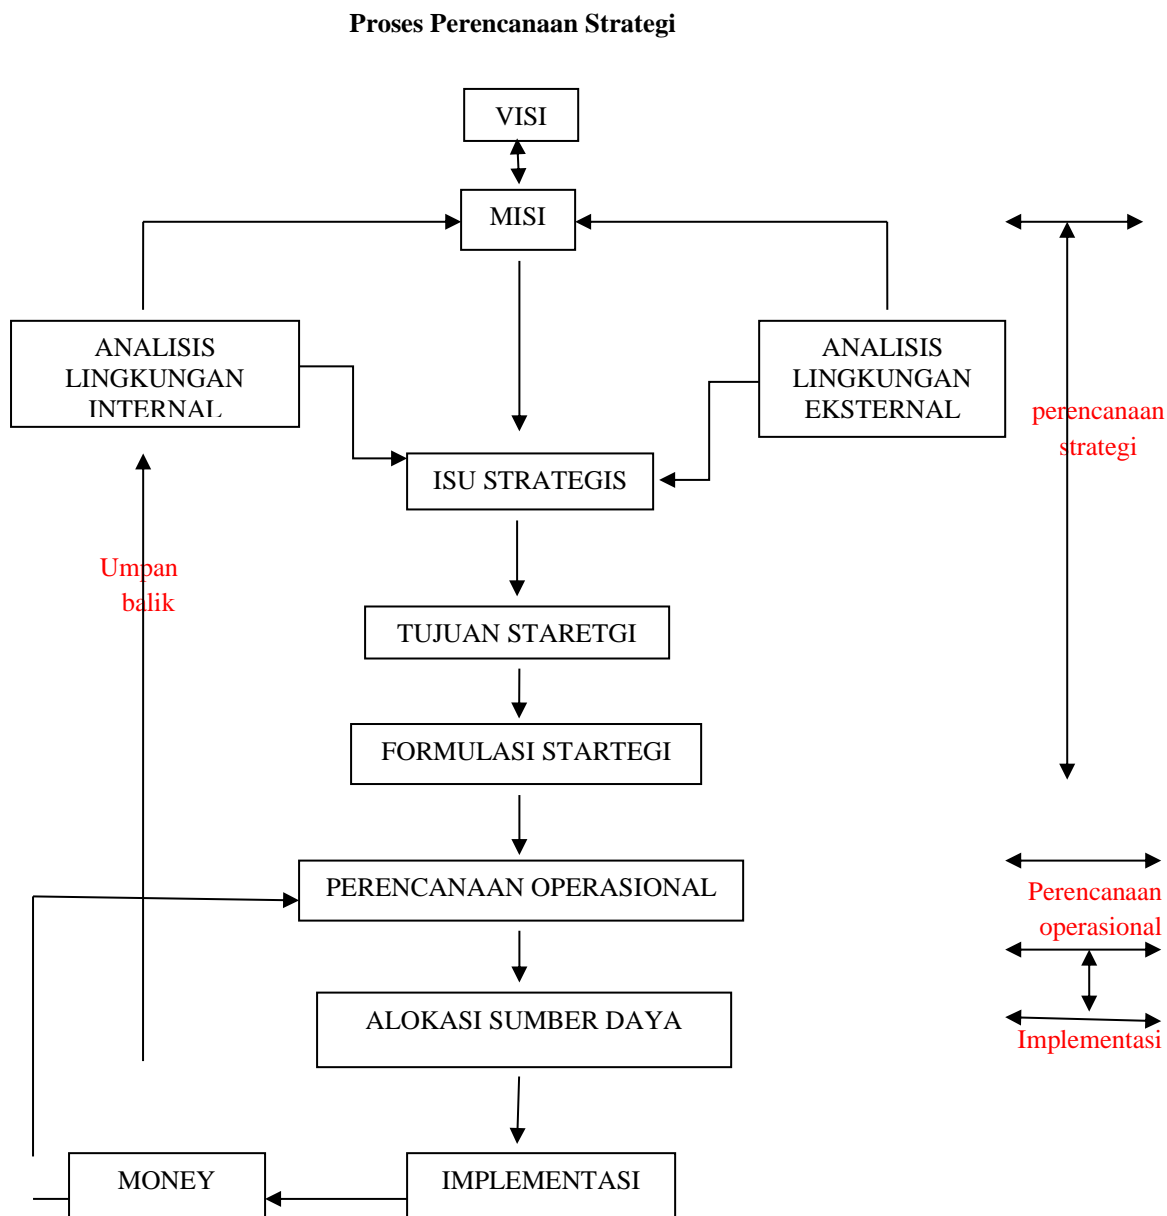 Proses Perencanaan Strategi
VISI
MISI
ANALISIS
LINGKUNGAN
INTERNAL
ANALISIS
LINGKUNGAN
EKSTERNAL
perencanaan
strategi
ISU STRATEGIS
Umpan
balik
TUJUAN STARETGI
FORMULASI STARTEGI
PERENCANAAN OPERASIONAL
Perencanaan
operasional
ALOKASI SUMBER DAYA
Implementasi
MONEY
IMPLEMENTASI